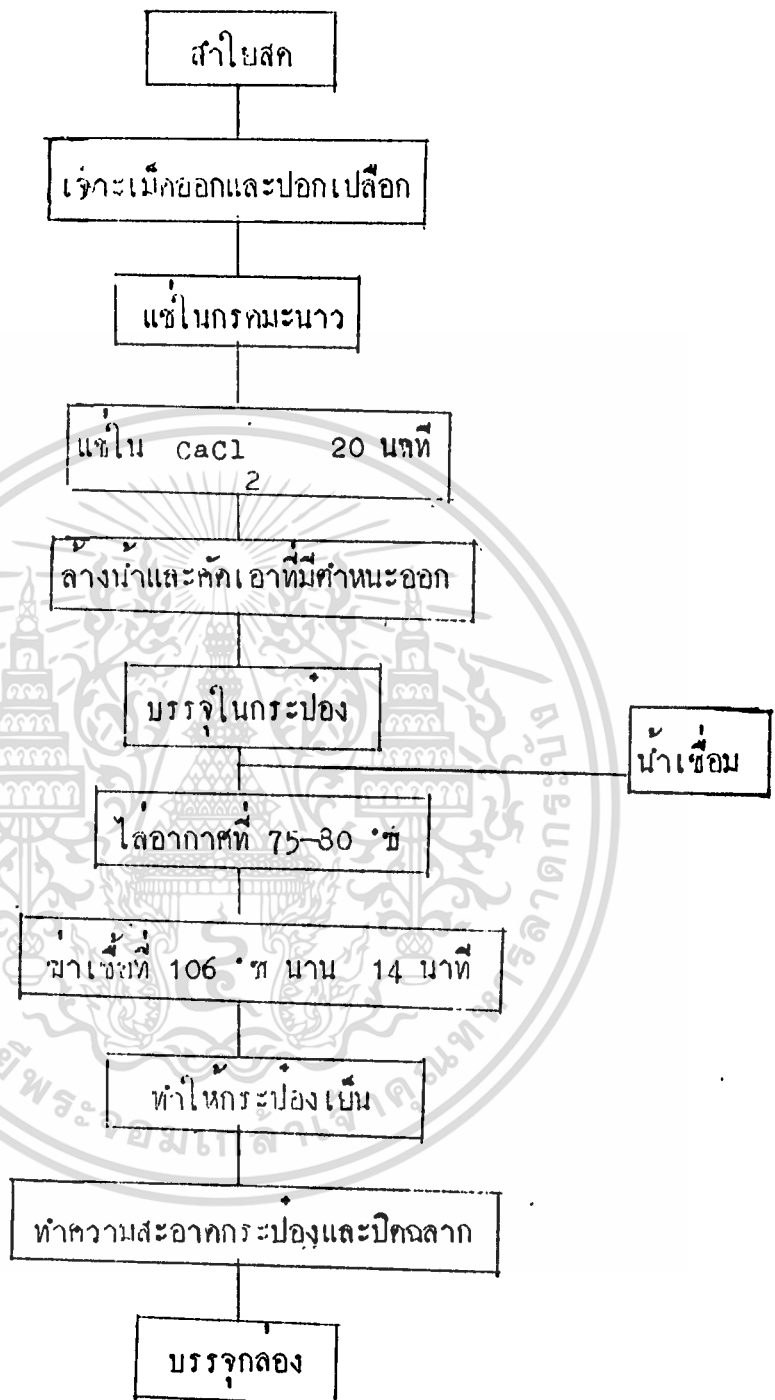 ลำใยสด
เจาะเม็ดออกและปอกเปลือก
แช่ในกรดมะนาว
แช่ใน CaCl 20 นาที
2
ล้างน้ำและคัดเอาที่มีตำหนิออก
บรรจุในกระป๋อง
น้ำเชื่อม
ไล่อากาศที่ 75-80 °ซ
ฆ่าเชื้อที่ 106 °ซ นาน 14 นาที
ทำให้กระป๋องเย็น
ทำความสะอาดกระป๋องและปิดฉลาก
บรรจุกล่อง